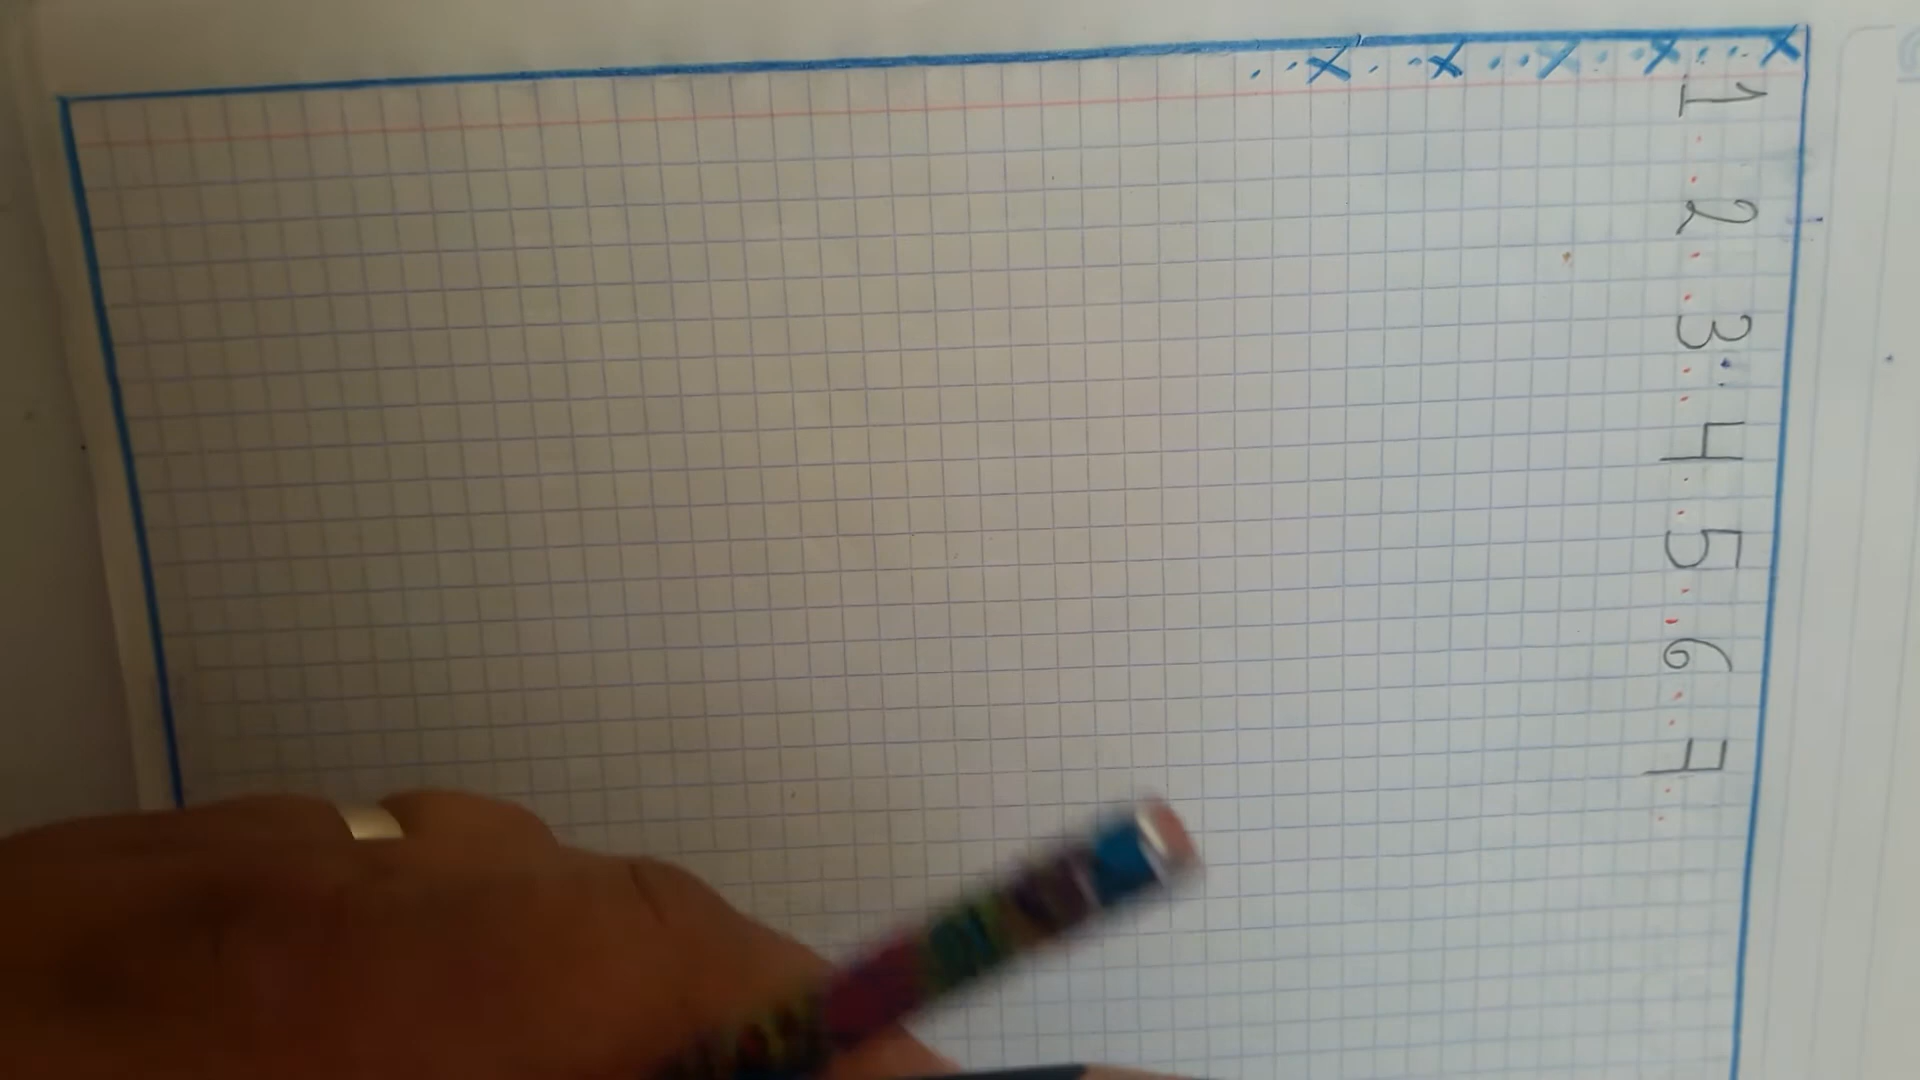 1 . . 2 . . 3 . . 4 . . 5 . . 6 . . 7 . .
x . . x . . x . . x . . x . .